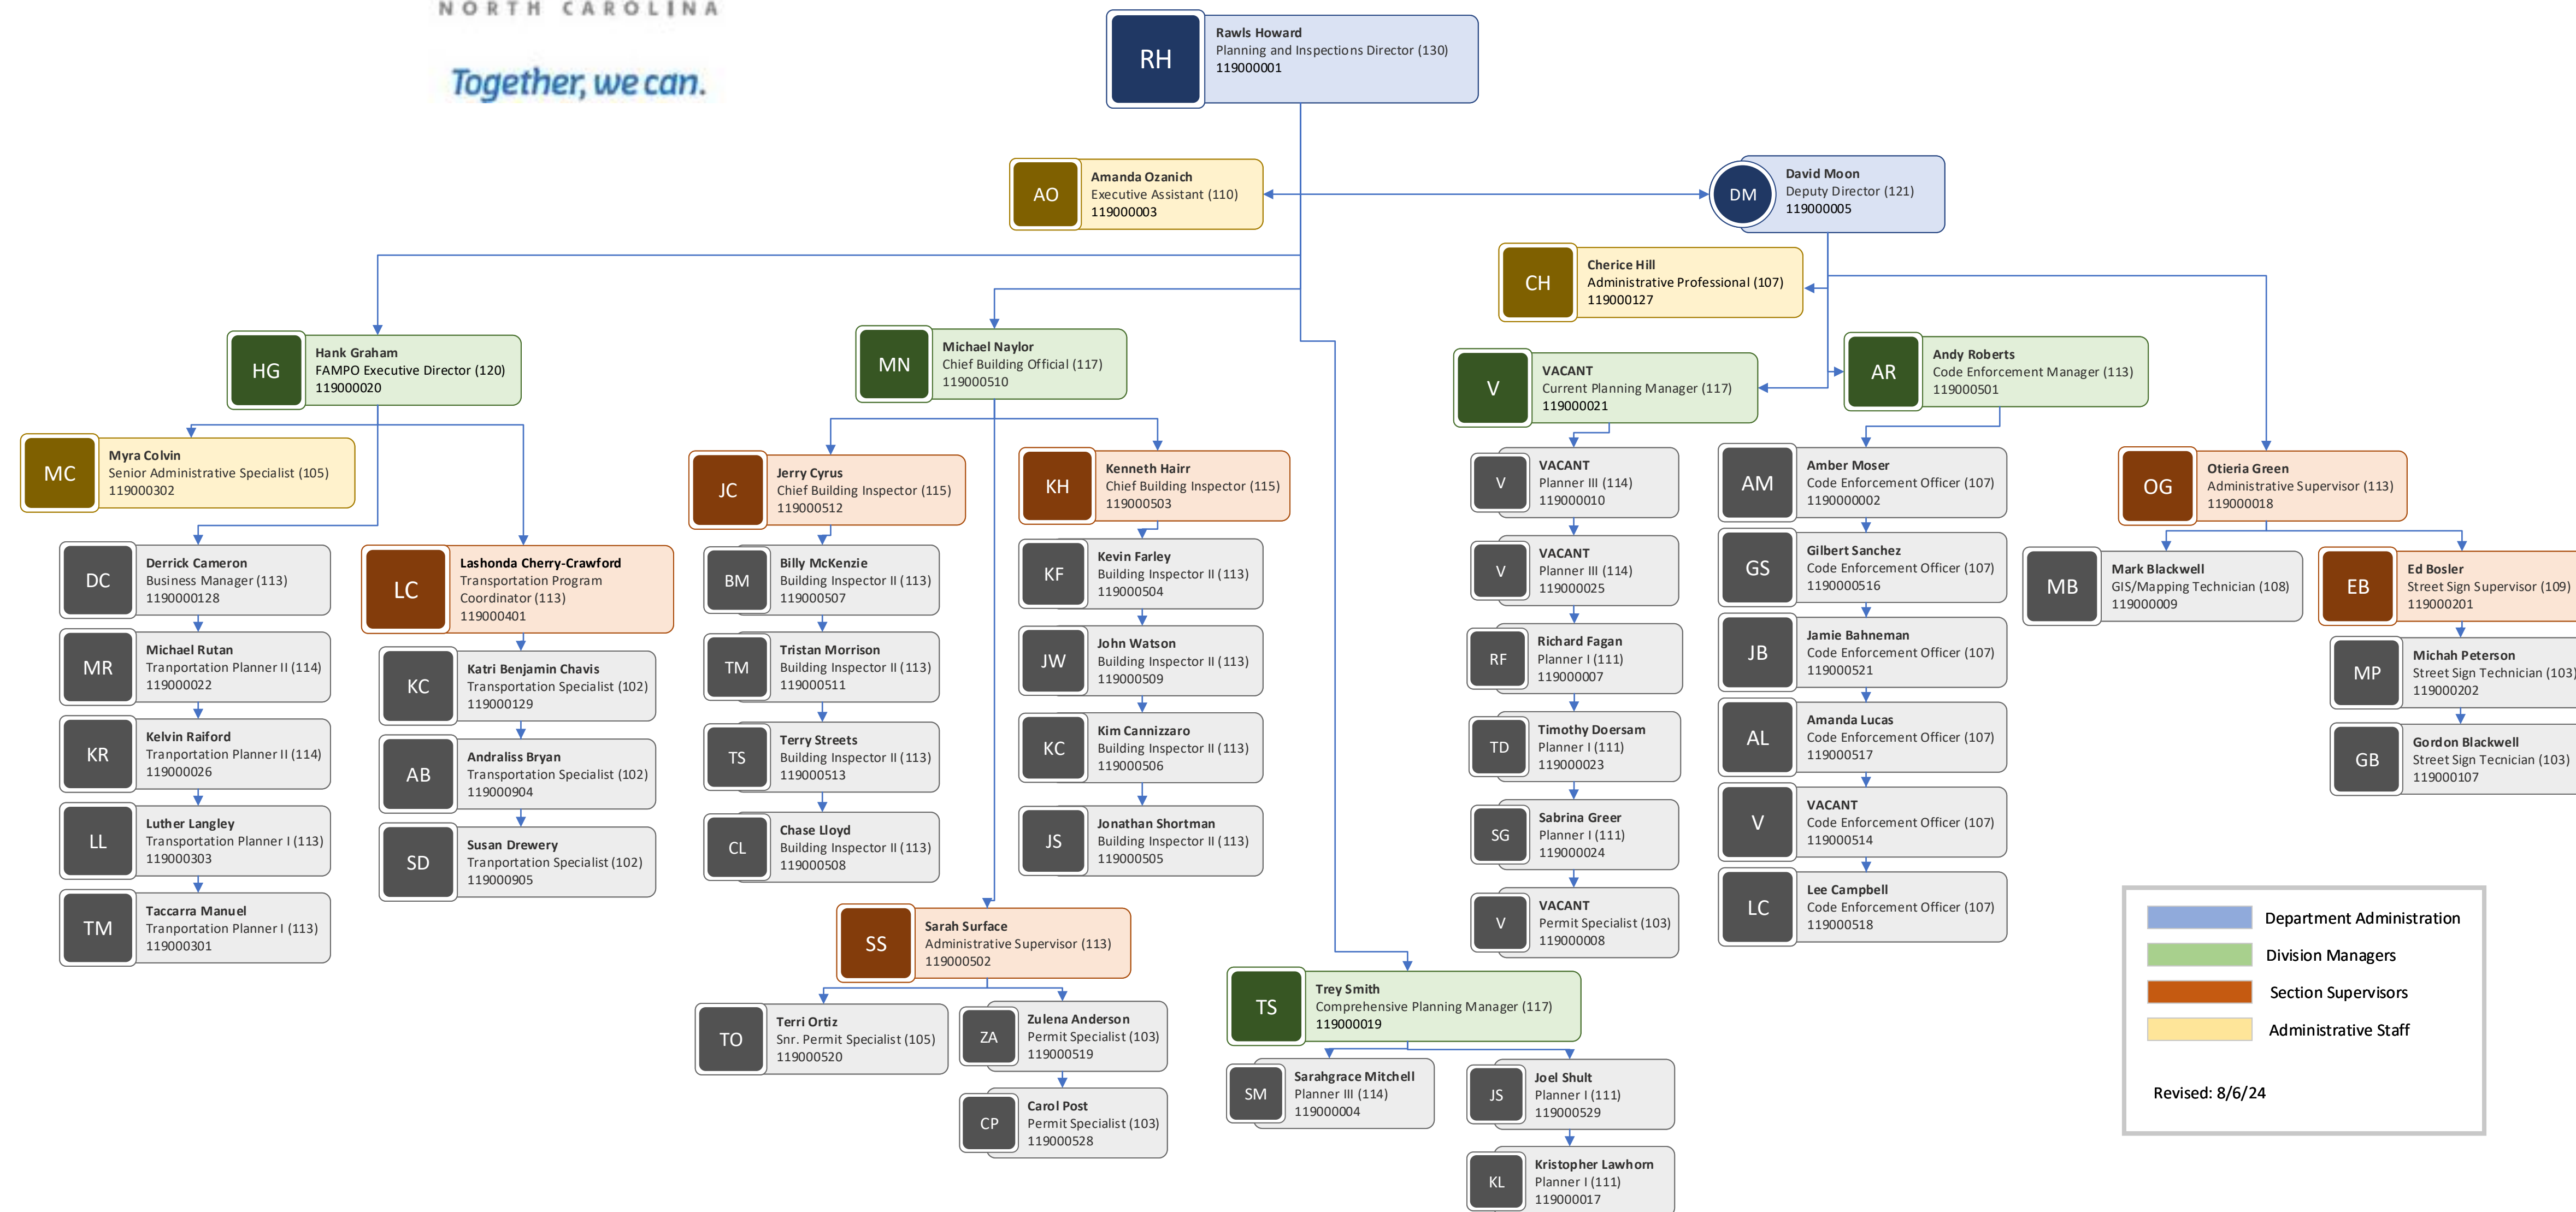 NORTH CAROLINA
Together, we can.
RH
Rawls Howard
Planning and Inspections Director (130)
119000001
AO
Amanda Ozanich
Executive Assistant (110)
119000003
DM
David Moon
Deputy Director (121)
119000005
CH
Cherice Hill
Administrative Professional (107)
119000127
HG
Hank Graham
FAMPO Executive Director (120)
119000020
MN
Michael Naylor
Chief Building Official (117)
119000510
V
VACANT
Current Planning Manager (117)
119000021
AR
Andy Roberts
Code Enforcement Manager (113)
119000501
MC
Myra Colvin
Senior Administrative Specialist (105)
119000302
DC
Derrick Cameron
Business Manager (113)
1190000128
MR
Michael Rutan
Tranportation Planner II (114)
119000022
KR
Kelvin Raiford
Tranportation Planner II (114)
119000026
LL
Luther Langley
Transportation Planner I (113)
119000303
TM
Taccarra Manuel
Tranportation Planner I (113)
119000301
LC
Lashonda Cherry-Crawford
Transportation Program
Coordinator (113)
119000401
KC
Katri Benjamin Chavis
Transportation Specialist (102)
119000129
AB
Andraliss Bryan
Transportation Specialist (102)
119000904
SD
Susan Drewery
Tranportation Specialist (102)
119000905
JC
Jerry Cyrus
Chief Building Inspector (115)
119000512
BM
Billy McKenzie
Building Inspector II (113)
119000507
TM
Tristan Morrison
Building Inspector II (113)
119000511
TS
Terry Streets
Building Inspector II (113)
119000513
CL
Chase Lloyd
Building Inspector II (113)
119000508
KH
Kenneth Hairr
Chief Building Inspector (115)
119000503
KF
Kevin Farley
Building Inspector II (113)
119000504
JW
John Watson
Building Inspector II (113)
119000509
KC
Kim Cannizzaro
Building Inspector II (113)
119000506
JS
Jonathan Shortman
Building Inspector II (113)
119000505
SS
Sarah Surface
Administrative Supervisor (113)
119000502
TO
Terri Ortiz
Snr. Permit Specialist (105)
119000520
ZA
Zulena Anderson
Permit Specialist (103)
119000519
CP
Carol Post
Permit Specialist (103)
119000528
TS
Trey Smith
Comprehensive Planning Manager (117)
119000019
SM
Sarahgrace Mitchell
Planner III (114)
119000004
JS
Joel Shult
Planner I (111)
119000529
KL
Kristopher Lawhorn
Planner I (111)
119000017
V
VACANT
Planner III (114)
119000010
V
VACANT
Planner III (114)
119000025
RF
Richard Fagan
Planner I (111)
119000007
TD
Timothy Doersam
Planner I (111)
119000023
SG
Sabrina Greer
Planner I (111)
119000024
V
VACANT
Permit Specialist (103)
119000008
AM
Amber Moser
Code Enforcement Officer (107)
1190000002
GS
Gilbert Sanchez
Code Enforcement Officer (107)
1190000516
JB
Jamie Bahneman
Code Enforcement Officer (107)
119000521
AL
Amanda Lucas
Code Enforcement Officer (107)
119000517
V
VACANT
Code Enforcement Officer (107)
119000514
LC
Lee Campbell
Code Enforcement Officer (107)
119000518
OG
Otieria Green
Administrative Supervisor (113)
119000018
MB
Mark Blackwell
GIS/Mapping Technician (108)
119000009
EB
Ed Bosler
Street Sign Supervisor (109)
119000201
MP
Michah Peterson
Street Sign Technician (103)
119000202
GB
Gordon Blackwell
Street Sign Tecnician (103)
119000107
Department Administration
Division Managers
Section Supervisors
Administrative Staff
Revised: 8/6/24